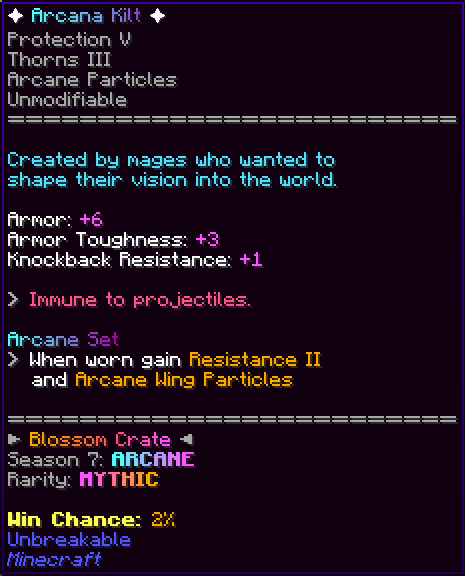 ✦ Arcana Kilt ✦
Protection V
Thorns III
Arcane Particles
Unmodifiable
================================
Created by mages who wanted to
shape their vision into the world.
Armor: +6
Armor Toughness: +3
Knockback Resistance: +1
> Immune to projectiles.
Arcane Set
> When worn gain Resistance II
and Arcane Wing Particles
================================
► Blossom Crate ◄
Season 7: ARCANE
Rarity: MYTHIC
Win Chance: 2%
Unbreakable
Minecraft